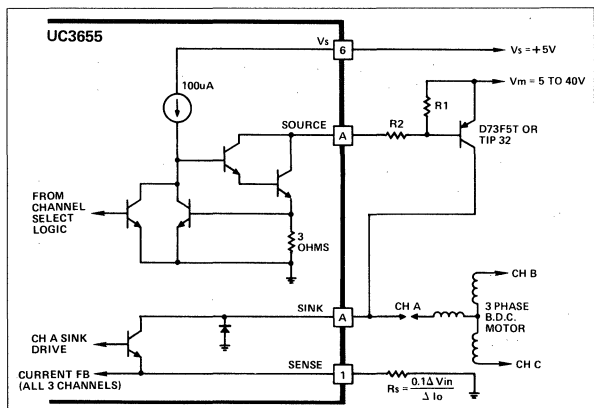 UC3655
Vs
6
Vs = +5V
100uA
Vm = 5 TO 40V
R1
SOURCE
A
R2
D73F5T OR
TIP 32
FROM
CHANNEL
SELECT
LOGIC
3
OHMS
CH B
SINK
A
CH A
3 PHASE
B.D.C.
MOTOR
CH A SINK
DRIVE
SENSE
1
CH C
CURRENT FB
(ALL 3 CHANNELS)
Rs = 0.1Δ Vin
Δ Io